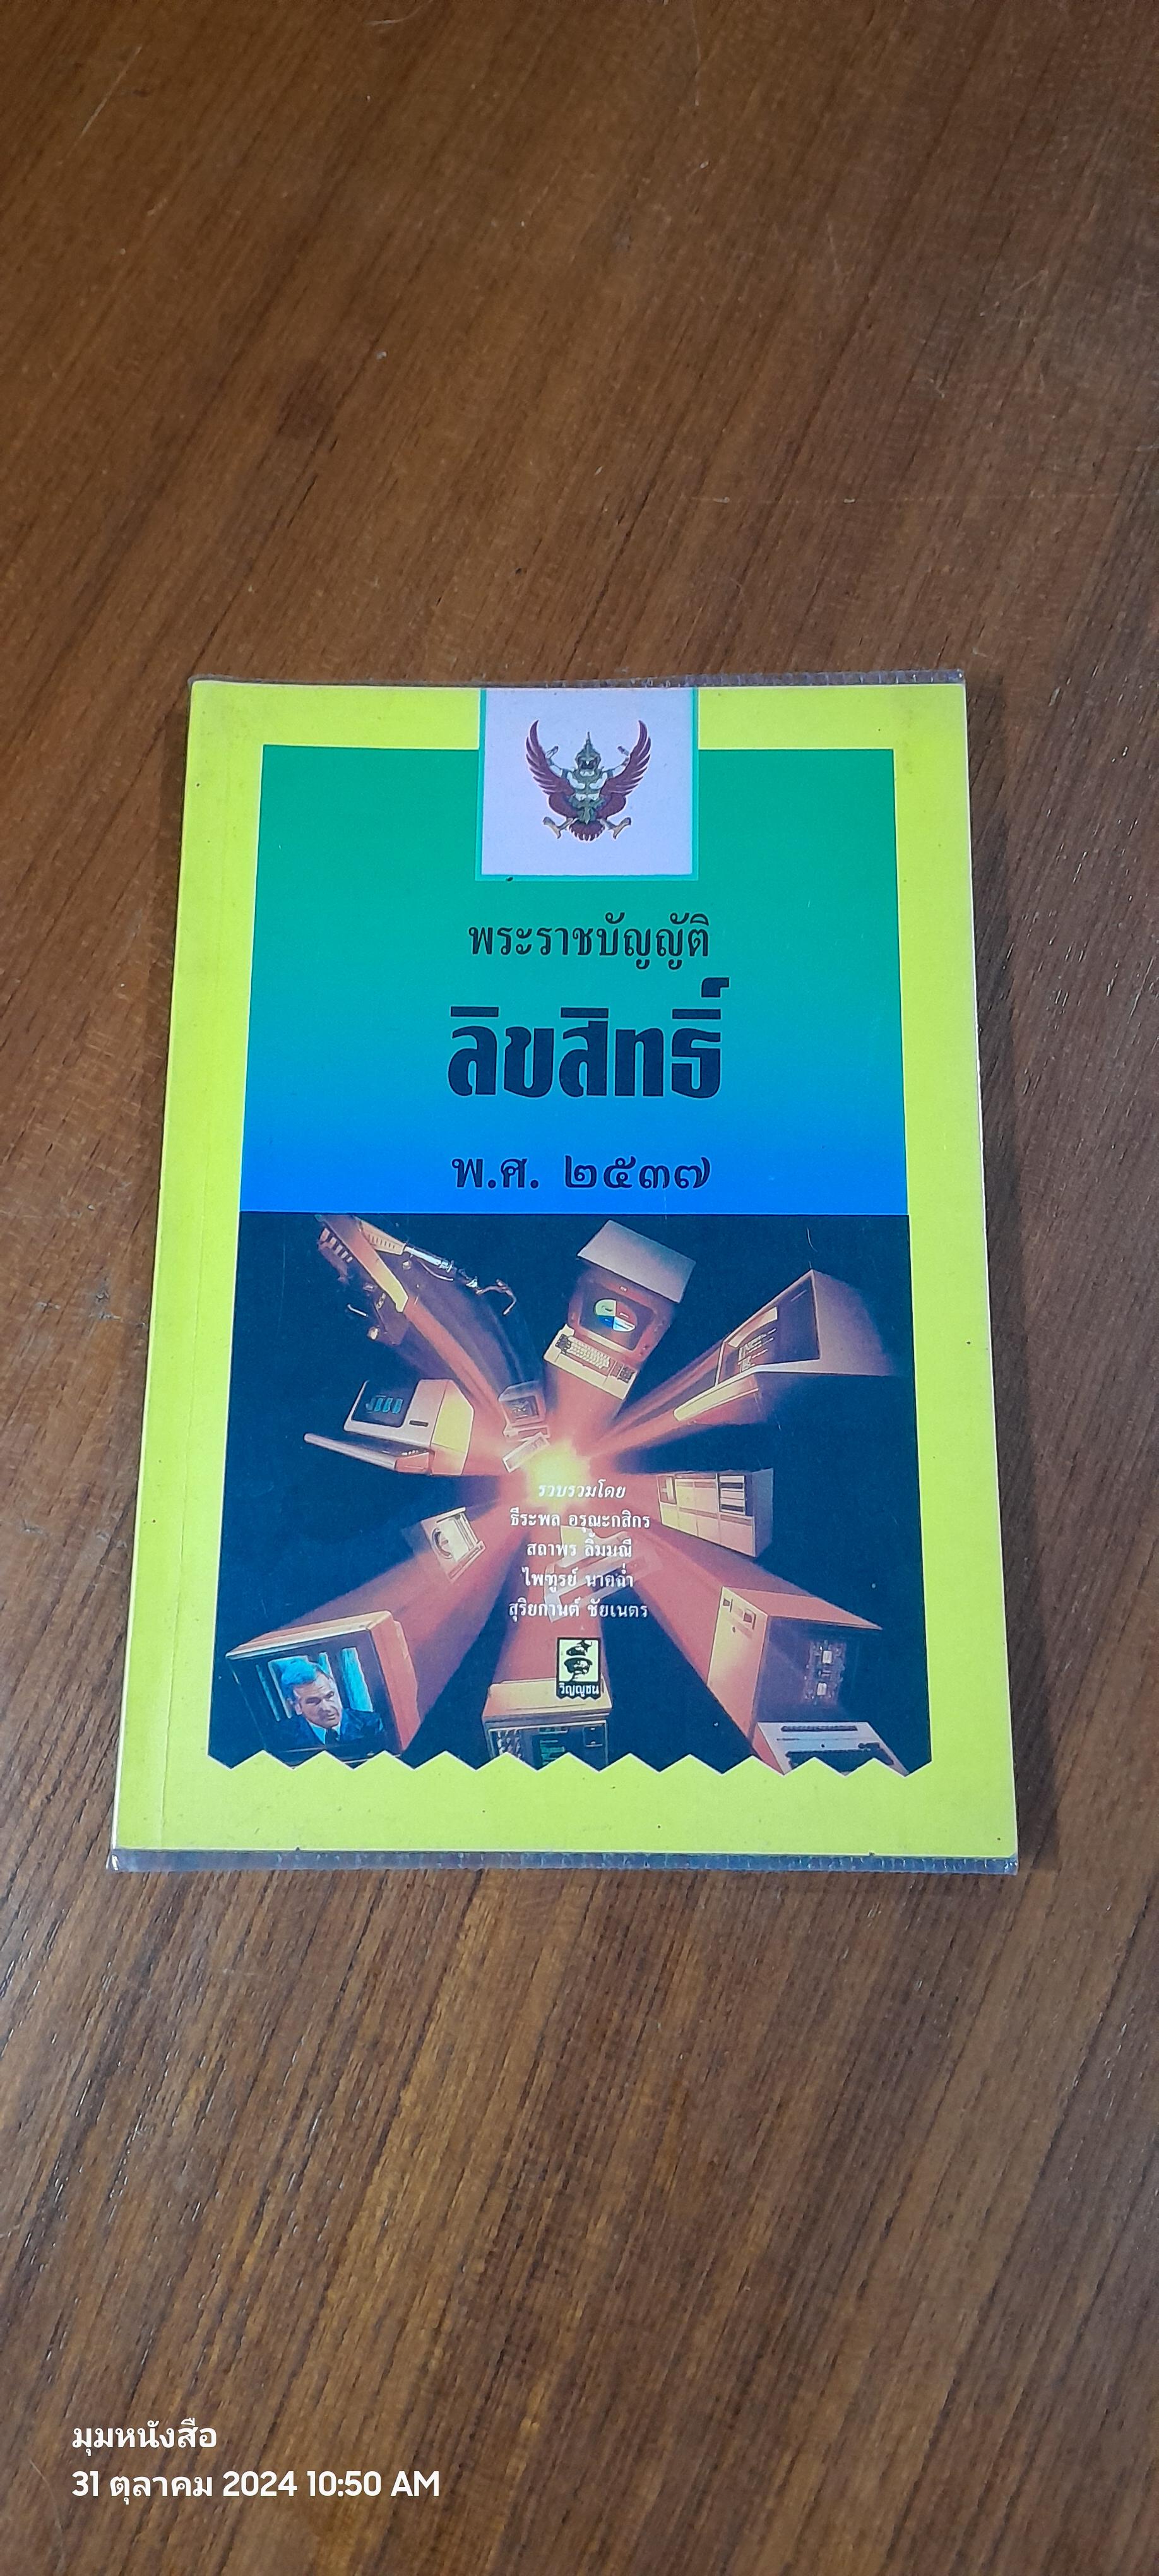 พระราชบัญญัติ
ลิขสิทธิ์
พ.ศ. ๒๕๓๗
รวบรวมโดย
ธีระพล อรุณะกสิกร
สถาพร ลิ้มมณี
ไพฑูรย์ นาคฉ่ำ
สุริยกานต์ ชัยเนตร
วิญญูชน
มุมหนังสือ
31 ตุลาคม 2024 10:50 AM